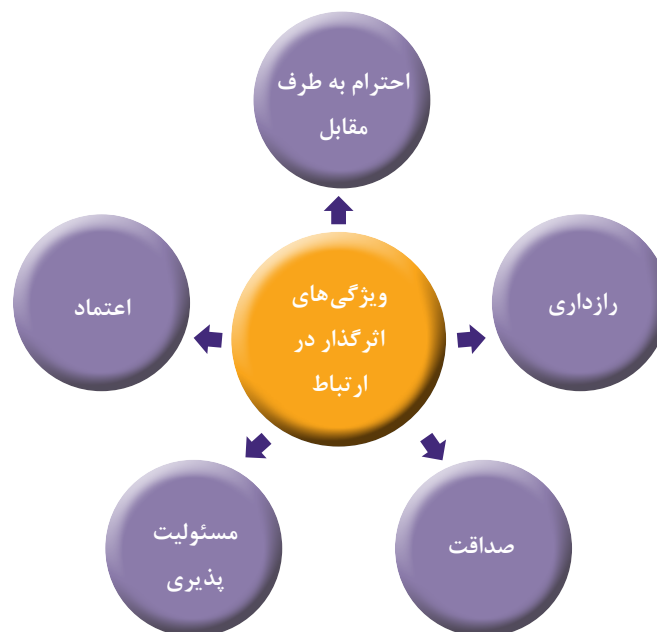 احترام به طرف
مقابل
رازداری
ویژگی‌های
اثرگذار در
ارتباط
اعتماد
صداقت
مسئولیت
پذیری